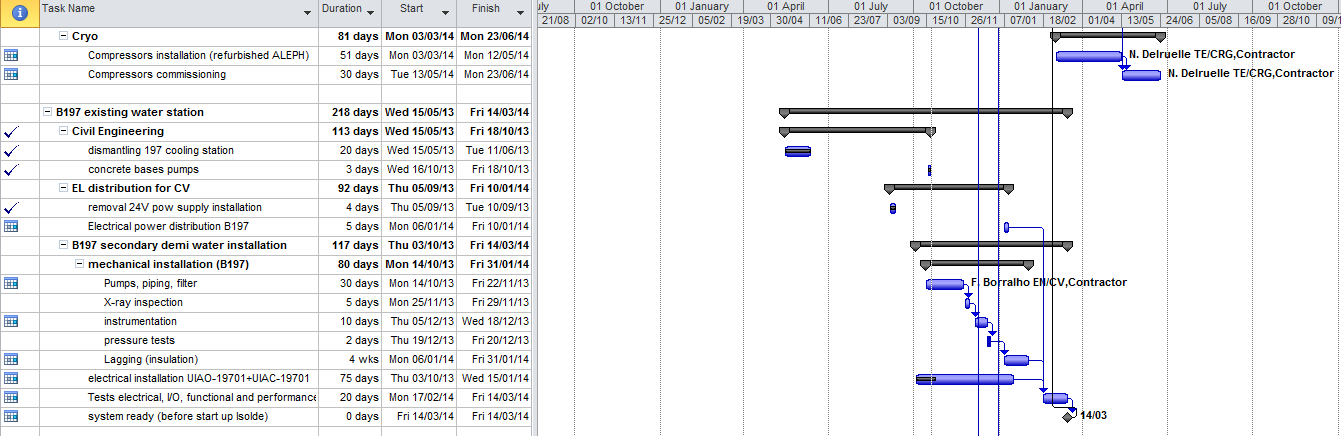 Task Name Duration Start Finish
uly 01 October 01 January 01 April 01 July 01 October 01 January 01 April 01 July 01 October
21/08 02/10 13/11 25/12 05/02 19/03 30/04 11/06 23/07 03/09 15/10 26/11 07/01 18/02 01/04 13/05 24/06 05/08 16/09 28/10 09/1
Cryo 81 days Mon 03/03/14 Mon 23/06/14
Compressors installation (refurbished ALEPH) 51 days Mon 03/03/14 Mon 12/05/14 N. Delruelle TE/CRG,Contractor
Compressors commissioning 30 days Tue 13/05/14 Mon 23/06/14 N. Delruelle TE/CRG,Contractor
B197 existing water station 218 days Wed 15/05/13 Fri 14/03/14
Civil Engineering 113 days Wed 15/05/13 Fri 18/10/13
dismantling 197 cooling station 20 days Wed 15/05/13 Tue 11/06/13
concrete bases pumps 3 days Wed 16/10/13 Fri 18/10/13
EL distribution for CV 92 days Thu 05/09/13 Fri 10/01/14
removal 24V pow supply installation 4 days Thu 05/09/13 Tue 10/09/13
Electrical power distribution B197 5 days Mon 06/01/14 Fri 10/01/14
B197 secondary demi water installation 117 days Thu 03/10/13 Fri 14/03/14
mechanical installation (B197) 80 days Mon 14/10/13 Fri 31/01/14
Pumps, piping, filter 30 days Mon 14/10/13 Fri 22/11/13 F. Borralho EN/CV,Contractor
X-ray inspection 5 days Mon 25/11/13 Fri 29/11/13
instrumentation 10 days Thu 05/12/13 Wed 18/12/13
pressure tests 2 days Thu 19/12/13 Fri 20/12/13
Lagging (insulation) 4 wks Mon 06/01/14 Fri 31/01/14
electrical installation UIAO-19701+UIAC-19701 75 days Thu 03/10/13 Wed 15/01/14
Tests electrical, I/O, functional and performance 20 days Mon 17/02/14 Fri 14/03/14
system ready (before start up Isolde) 0 days Fri 14/03/14 Fri 14/03/14 14/03